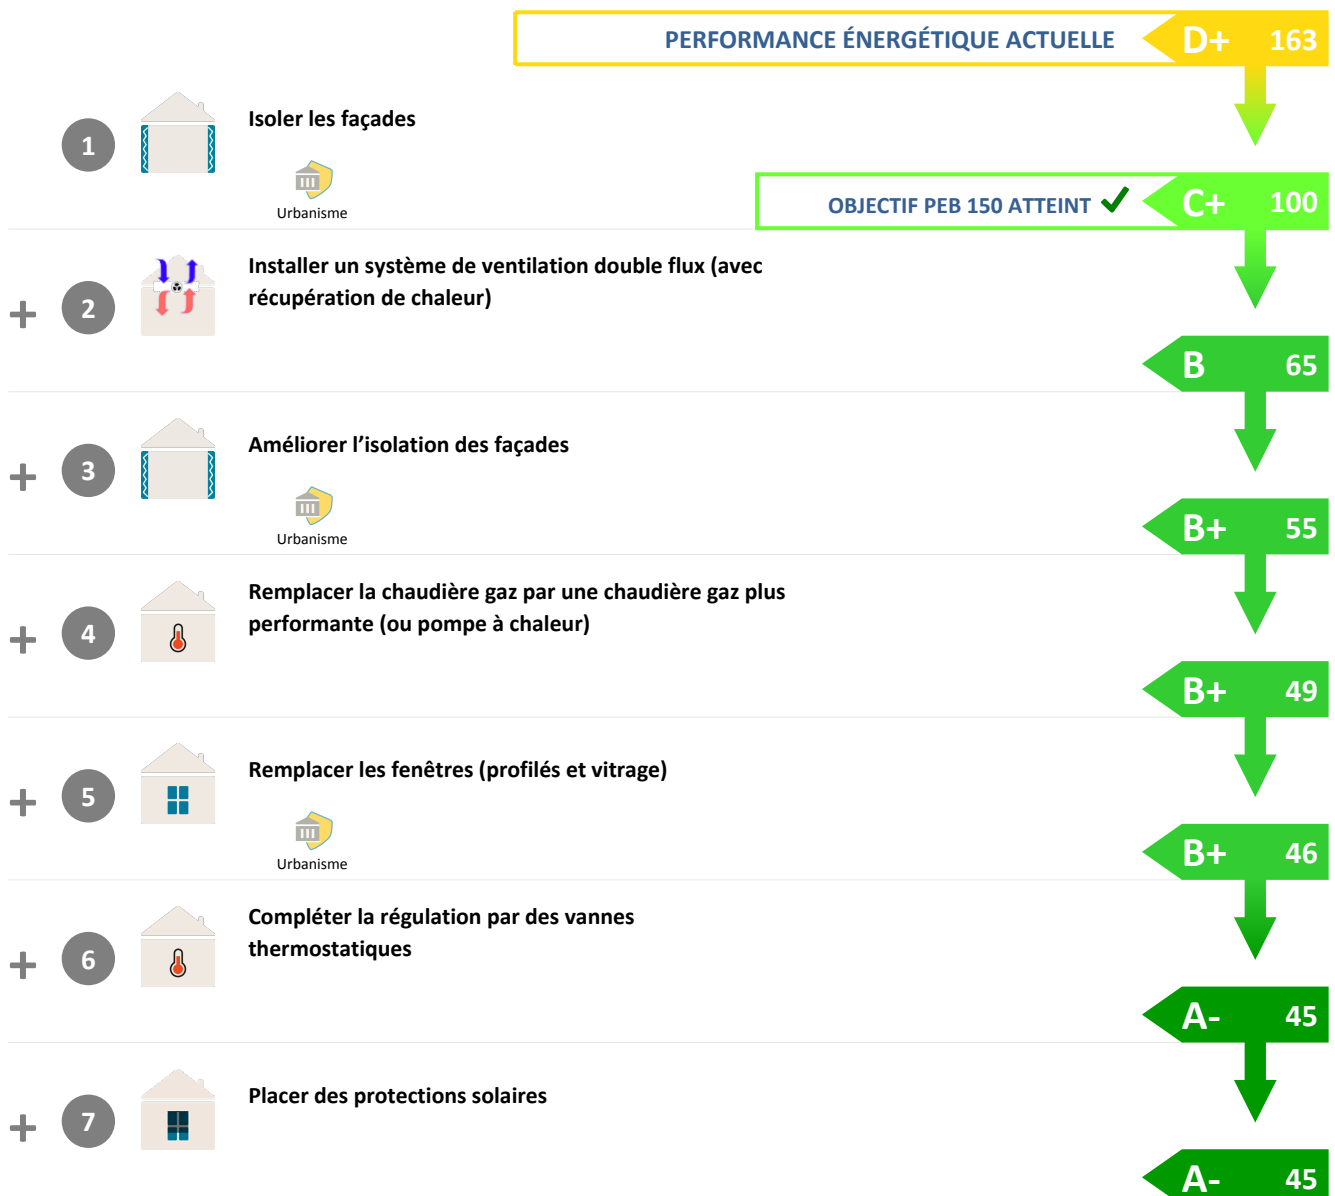 PERFORMANCE ÉNERGÉTIQUE ACTUELLE D+ 163
1 Isoler les façades
Urbanisme
OBJECTIF PEB 150 ATTEINT ✓ C+ 100
+ 2 Installer un système de ventilation double flux (avec
récupération de chaleur)
B 65
+ 3 Améliorer l’isolation des façades
Urbanisme
B+ 55
+ 4 Remplacer la chaudière gaz par une chaudière gaz plus
performante (ou pompe à chaleur)
B+ 49
+ 5 Remplacer les fenêtres (profilés et vitrage)
Urbanisme
B+ 46
+ 6 Compléter la régulation par des vannes
thermostatiques
A- 45
+ 7 Placer des protections solaires
A- 45